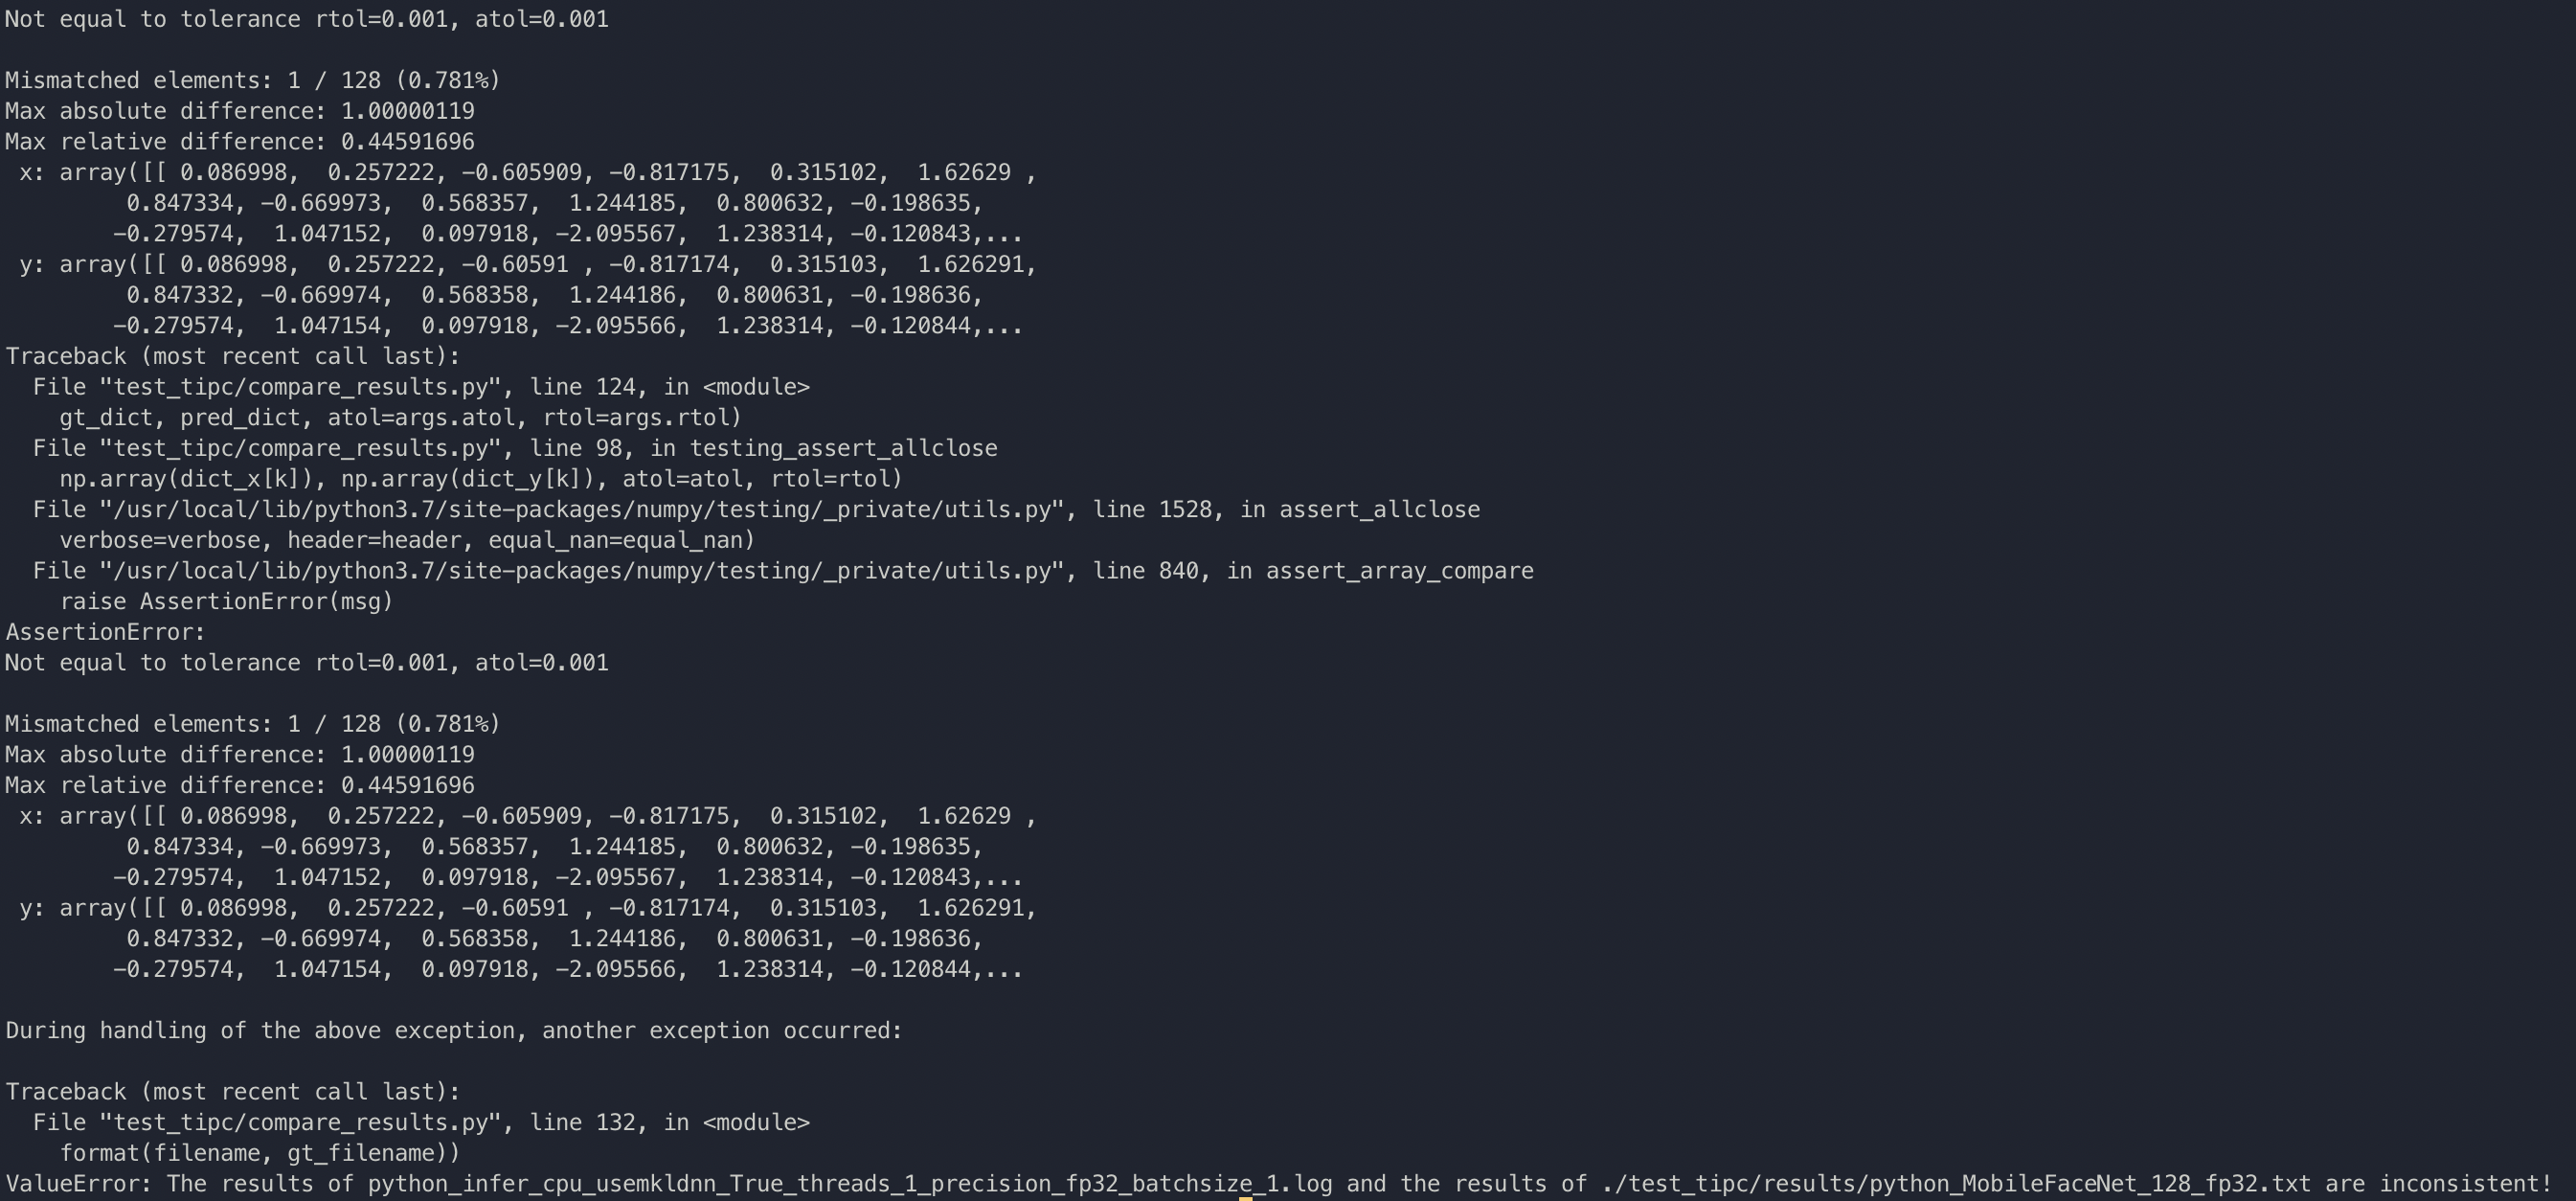 Not equal to tolerance rtol=0.001, atol=0.001

Mismatched elements: 1 / 128 (0.781%)
Max absolute difference: 1.00000119
Max relative difference: 0.44591696
 x: array([[ 0.086998,  0.257222, -0.605909, -0.817175,  0.315102,  1.62629 ,
         0.847334, -0.669973,  0.568357,  1.244185,  0.800632, -0.198635,
        -0.279574,  1.047152,  0.097918, -2.095567,  1.238314, -0.120843,...
 y: array([[ 0.086998,  0.257222, -0.60591 , -0.817174,  0.315103,  1.626291,
         0.847332, -0.669974,  0.568358,  1.244186,  0.800631, -0.198636,
        -0.279574,  1.047154,  0.097918, -2.095566,  1.238314, -0.120844,...
Traceback (most recent call last):
  File "test_tipc/compare_results.py", line 124, in <module>
    gt_dict, pred_dict, atol=args.atol, rtol=args.rtol)
  File "test_tipc/compare_results.py", line 98, in testing_assert_allclose
    np.array(dict_x[k]), np.array(dict_y[k]), atol=atol, rtol=rtol)
  File "/usr/local/lib/python3.7/site-packages/numpy/testing/_private/utils.py", line 1528, in assert_allclose
    verbose=verbose, header=header, equal_nan=equal_nan)
  File "/usr/local/lib/python3.7/site-packages/numpy/testing/_private/utils.py", line 840, in assert_array_compare
    raise AssertionError(msg)
AssertionError:
Not equal to tolerance rtol=0.001, atol=0.001

Mismatched elements: 1 / 128 (0.781%)
Max absolute difference: 1.00000119
Max relative difference: 0.44591696
 x: array([[ 0.086998,  0.257222, -0.605909, -0.817175,  0.315102,  1.62629 ,
         0.847334, -0.669973,  0.568357,  1.244185,  0.800632, -0.198635,
        -0.279574,  1.047152,  0.097918, -2.095567,  1.238314, -0.120843,...
 y: array([[ 0.086998,  0.257222, -0.60591 , -0.817174,  0.315103,  1.626291,
         0.847332, -0.669974,  0.568358,  1.244186,  0.800631, -0.198636,
        -0.279574,  1.047154,  0.097918, -2.095566,  1.238314, -0.120844,...

During handling of the above exception, another exception occurred:

Traceback (most recent call last):
  File "test_tipc/compare_results.py", line 132, in <module>
    format(filename, gt_filename))
ValueError: The results of python_infer_cpu_usemkldnn_True_threads_1_precision_fp32_batchsize_1.log and the results of ./test_tipc/results/python_MobileFaceNet_128_fp32.txt are inconsistent!